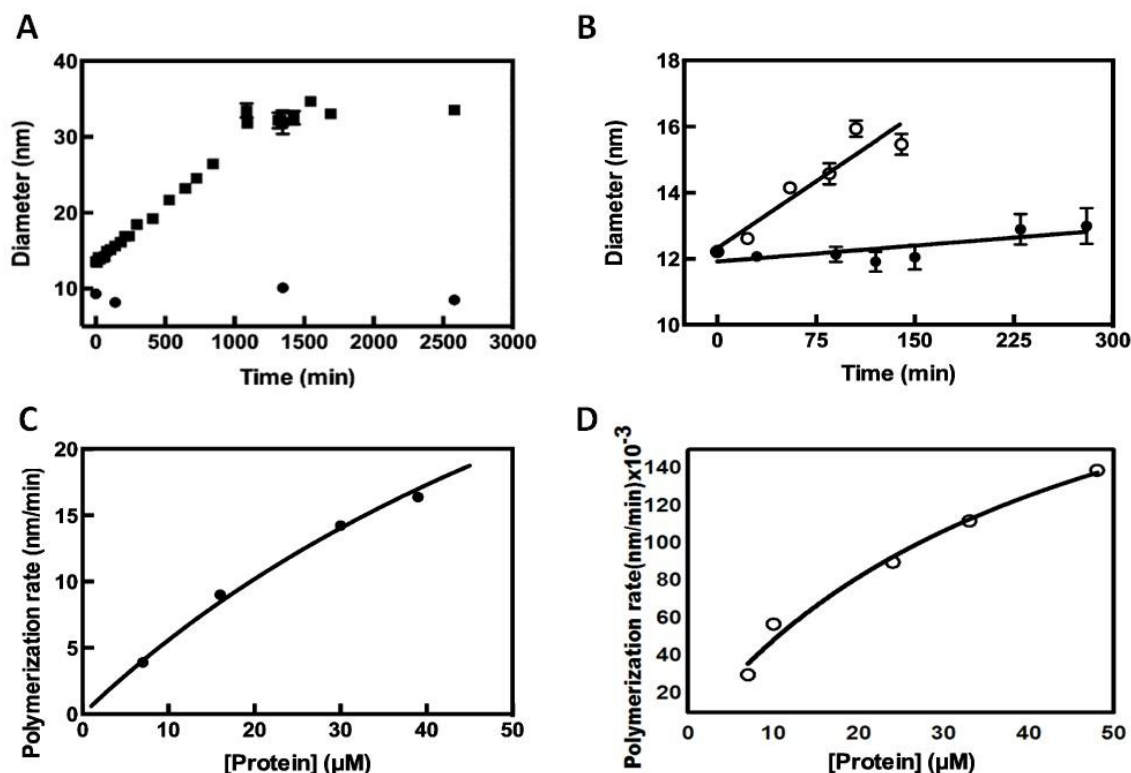 A
Diameter (nm)
40
30
20
10
0 500 1000 1500 2000 2500 3000
Time (min)
B
Diameter (nm)
18
16
14
12
10
0 75 150 225 300
Time (min)
C
Polymerization rate (nm/min)
20
15
10
5
0
0 10 20 30 40 50
[Protein] (µM)
D
Polymerization rate(nm/min)x10-3
140
120
100
80
60
40
20
0 10 20 30 40 50
[Protein] (µM)